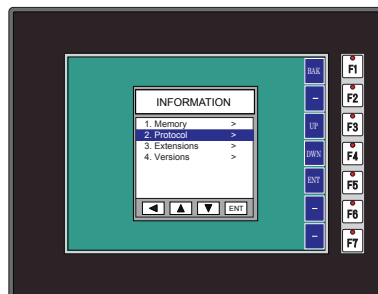 INFORMATION
1. Memory >
2. Protocol >
3. Extensions >
4. Versions >
ENT
BAK
–
UP
DWN
ENT
–
–
F1
F2
F3
F4
F5
F6
F7